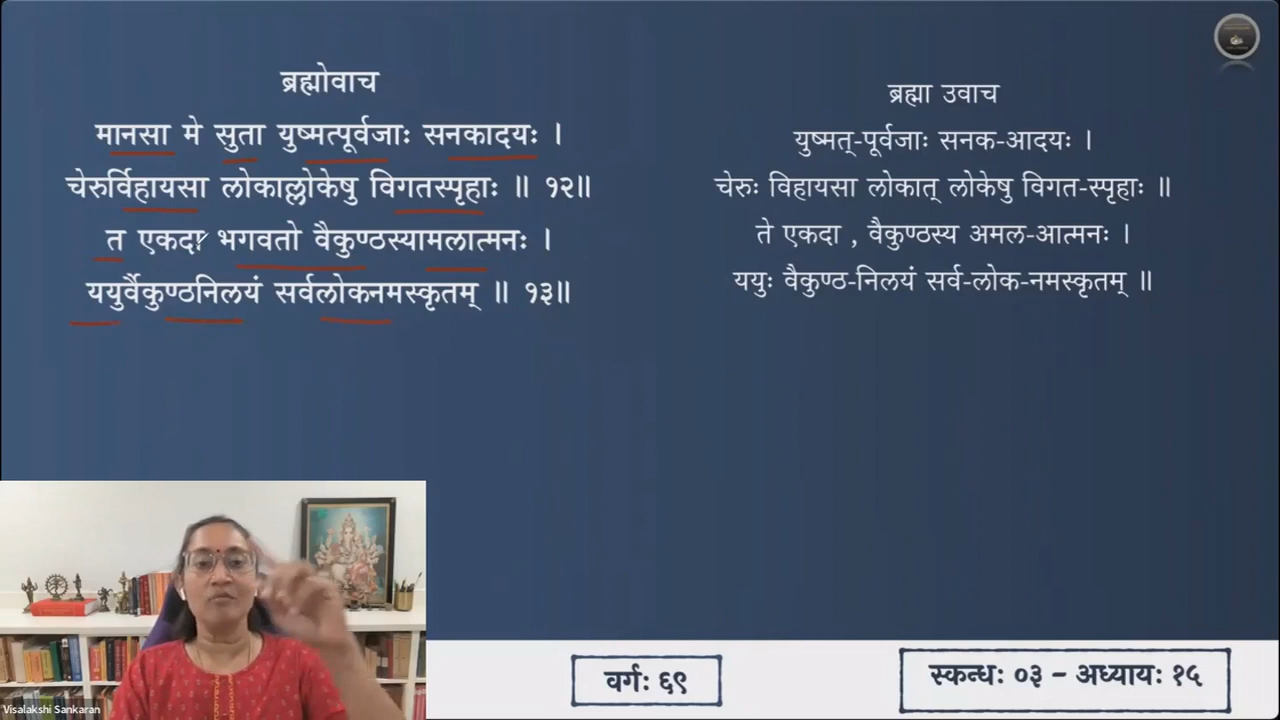 ब्रह्मोवाच
मानसा मे सुता युष्मत्पूर्वजाः सनकादयः ।
चेरुर्विहायसा लोकाल्लोकेषु विगतस्पृहाः ॥ १२॥
त एकदा भगवतो वैकुण्ठस्यामलात्मनः ।
ययुर्वैकुण्ठनिलयं सर्वलोकनमस्कृतम् ॥ १३॥
ब्रह्मा उवाच
युष्मत्-पूर्वजाः सनक-आदयः ।
चेरुः विहायसा लोकात् लोकेषु विगत-स्पृहाः ॥
ते एकदा , वैकुण्ठस्य अमल-आत्मनः ।
ययुः वैकुण्ठ-निलयं सर्व-लोक-नमस्कृतम् ॥
Visalakshi Sankaran
वर्गः ६९
स्कन्धः ०३ - अध्यायः १५